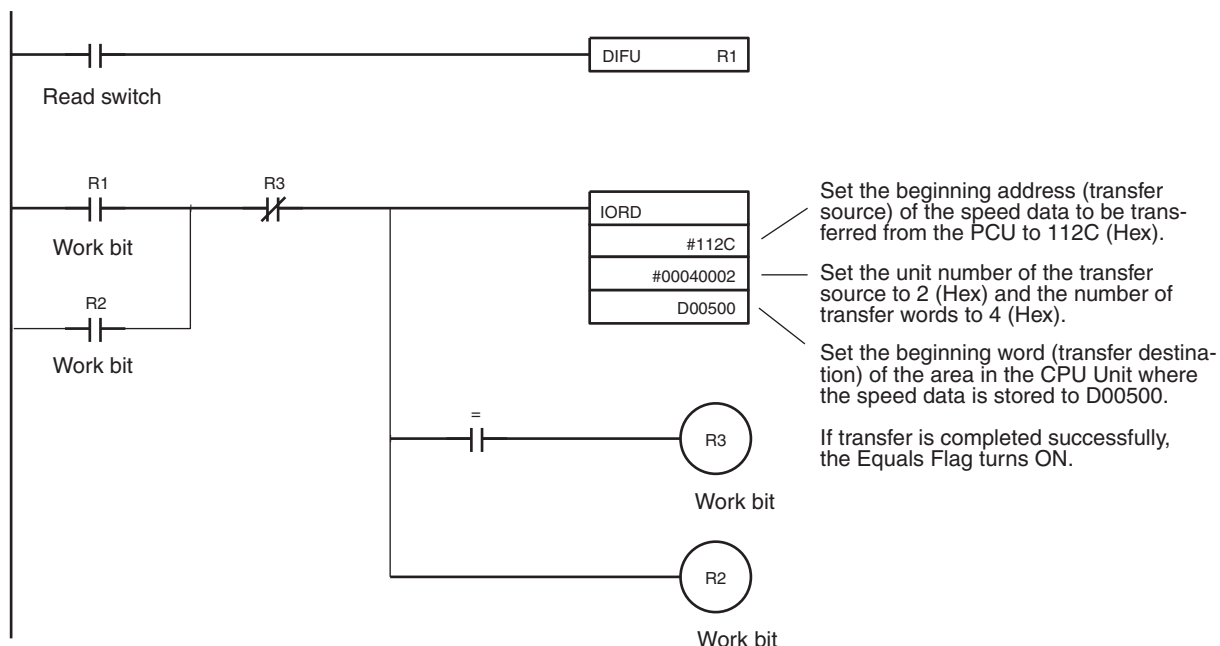 DIFU R1
Read switch
R1
R3
Work bit
R2
Work bit
IORD
#112C
#00040002
D00500
Set the beginning address (transfer
source) of the speed data to be trans-
ferred from the PCU to 112C (Hex).
Set the unit number of the transfer
source to 2 (Hex) and the number of
transfer words to 4 (Hex).
Set the beginning word (transfer destina-
tion) of the area in the CPU Unit where
the speed data is stored to D00500.
If transfer is completed successfully,
the Equals Flag turns ON.
=
R3
Work bit
R2
Work bit